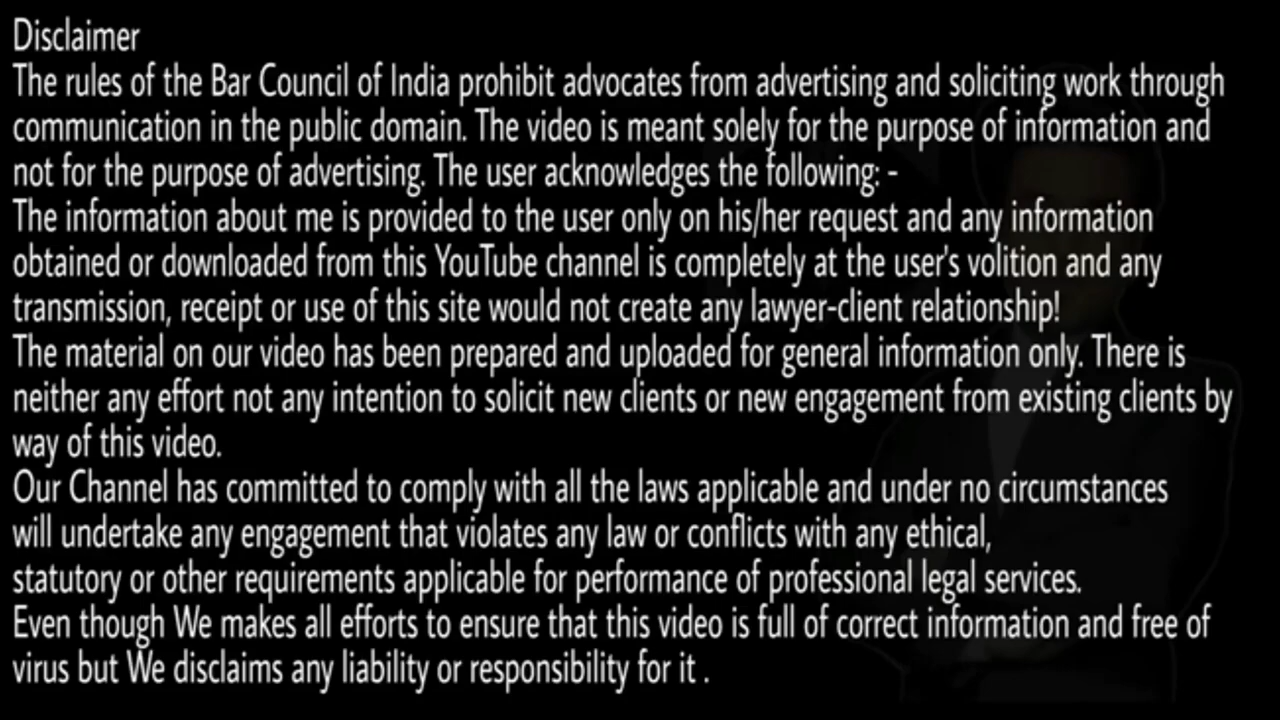 Disclaimer
The rules of the Bar Council of India prohibit advocates from advertising and soliciting work through
communication in the public domain. The video is meant solely for the purpose of information and
not for the purpose of advertising. The user acknowledges the following: -
The information about me is provided to the user only on his/her request and any information
obtained or downloaded from this YouTube channel is completely at the user's volition and any
transmission, receipt or use of this site would not create any lawyer-client relationship!
The material on our video has been prepared and uploaded for general information only. There is
neither any effort not any intention to solicit new clients or new engagement from existing clients by
way of this video.
Our Channel has committed to comply with all the laws applicable and under no circumstances
will undertake any engagement that violates any law or conflicts with any ethical,
statutory or other requirements applicable for performance of professional legal services.
Even though We makes all efforts to ensure that this video is full of correct information and free of
virus but We disclaims any liability or responsibility for it .